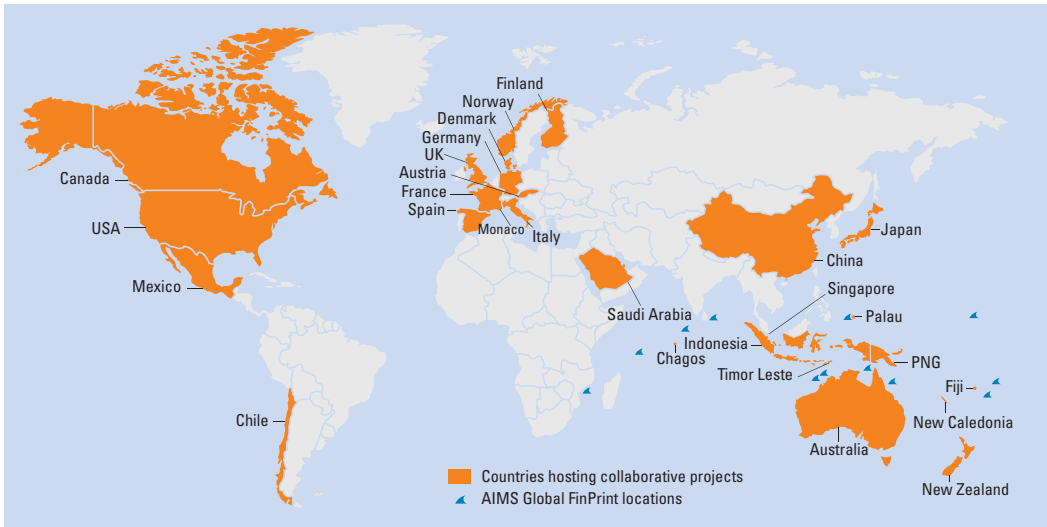 Finland
Norway
Denmark
Germany
UK
Austria
France
Spain
Monaco
Italy
Canada
USA
Mexico
Japan
China
Singapore
Saudi Arabia
Palau
Indonesia
Chagos
PNG
Timor Leste
Fiji
Chile
New Caledonia
Australia
Countries hosting collaborative projects
New Zealand
AIMS Global FinPrint locations